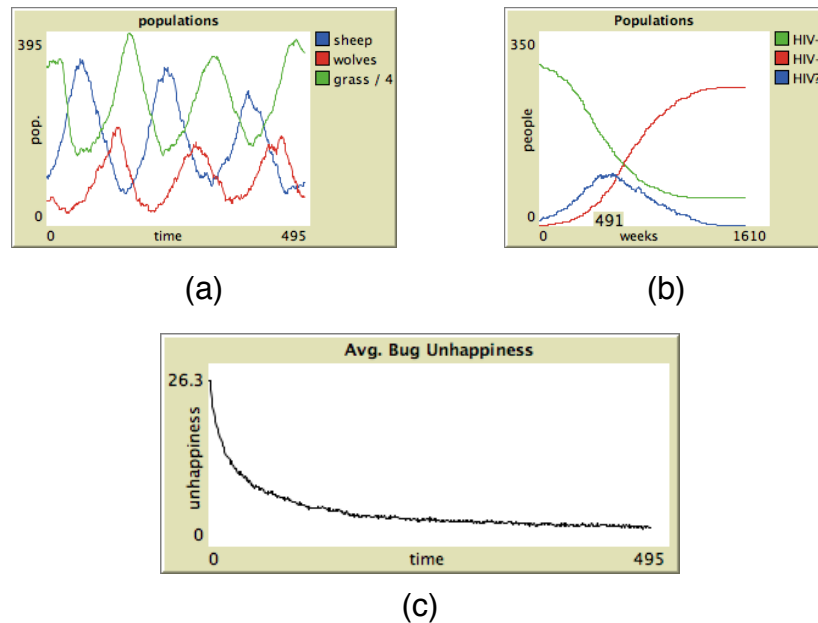 populations
395
pop.
0
0
time
495
sheep
wolves
grass / 4
(a)
Populations
350
people
0
491
0
weeks
1610
HIV-
HIV-
HIV?
(b)
Avg. Bug Unhappiness
26.3
unhappiness
0
0
time
495
(c)